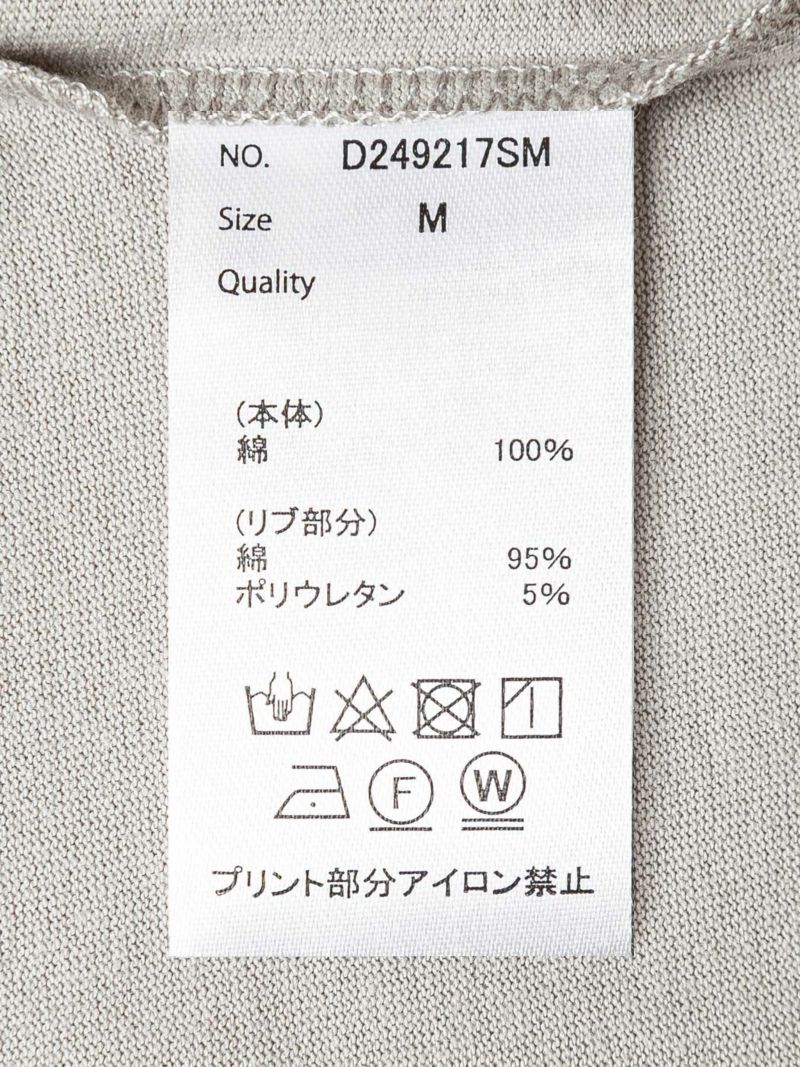 NO. D249217SM
Size M
Quality
(本体)
綿 100%
(リブ部分)
綿 95%
ポリウレタン 5%
F W
プリント部分アイロン禁止